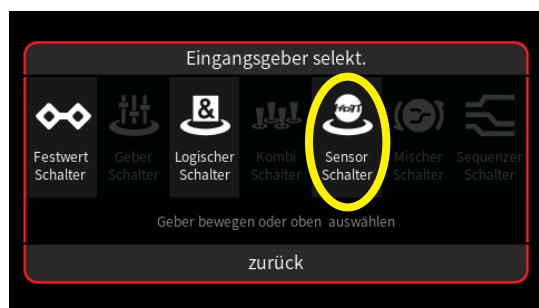 Eingangsgeber selekt.
&
HoTT
Festwert Geber Logischer Kombi Sensor Mischer Sequenzer
Schalter Schalter Schalter Schalter Schalter Schalter Schalter
Geber bewegen oder oben auswählen
zurück